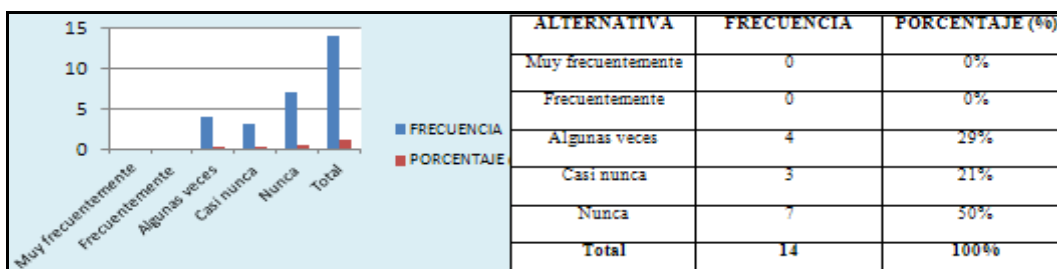 15
10
5
0
Muy frecuentemente
Frecuentemente
Algunas veces
Casi nunca
Nunca
Total
FRECUENCIA
PORCENTAJE (
ALTERNATIVA FRECUENCIA PORCENTAJE (%)
Muy frecuentemente 0 0%
Frecuentemente 0 0%
Algunas veces 4 29%
Casi nunca 3 21%
Nunca 7 50%
Total 14 100%